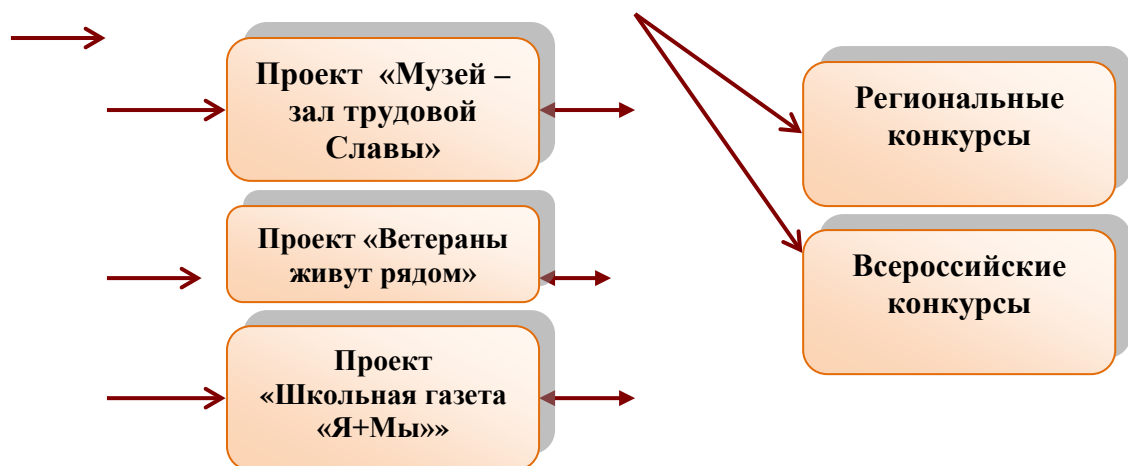 Проект «Музей –
зал трудовой
Славы»
Проект «Ветераны
живут рядом»
Проект
«Школьная газета
«Я+Мы»»
Региональные
конкурсы
Всероссийские
конкурсы